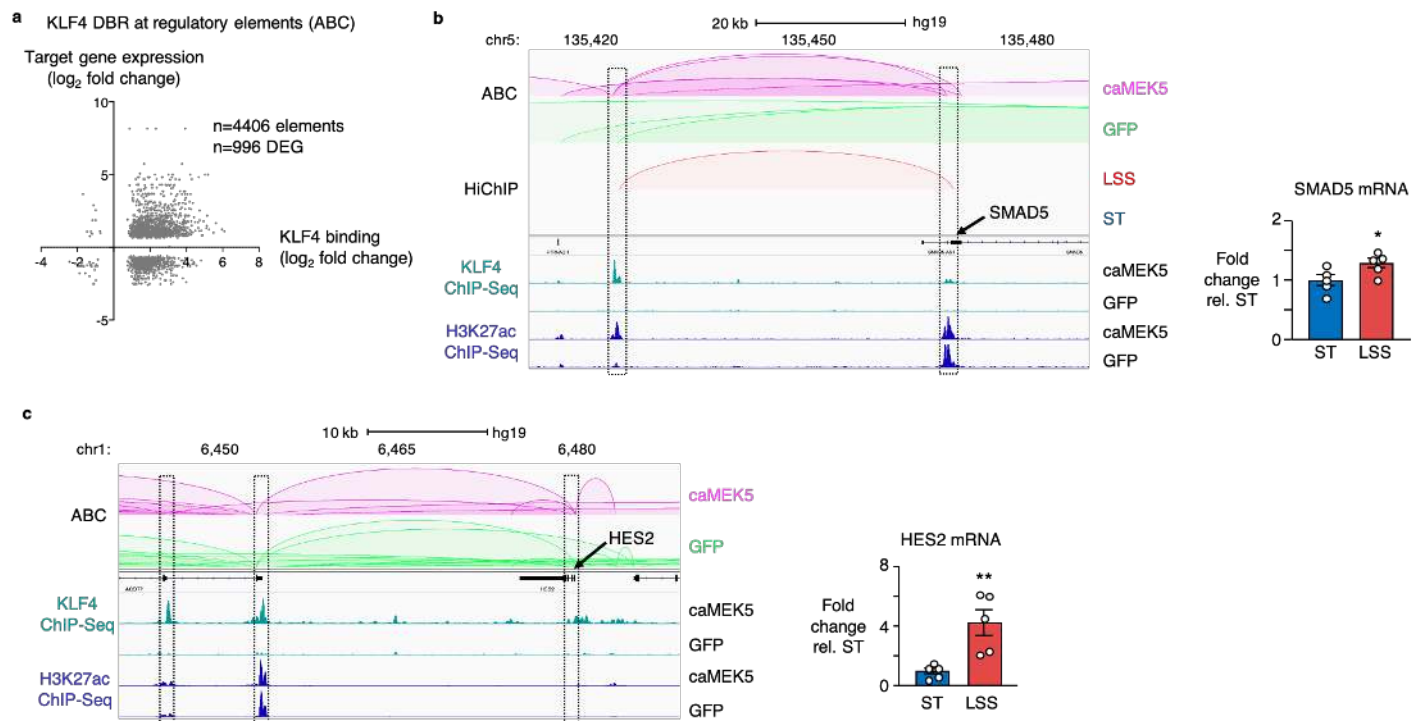 a KLF4 DBR at regulatory elements (ABC)
Target gene expression
(log2 fold change)
10
n=4406 elements
n=996 DEG
KLF4 binding
(log2 fold change)
-4 -2 0 2 4 6 8
-5
b
20 kb hg19
chr5: 135,420 135,450 135,480
ABC
caMEK5
GFP
HiChIP
LSS
SMAD5
ST
KLF4
ChIP-Seq
caMEK5
GFP
H3K27ac
ChIP-Seq
caMEK5
GFP
SMAD5 mRNA
Fold
change
rel. ST
2
1
0
*
ST LSS
c
10 kb hg19
chr1: 6,450 6,465 6,480
ABC
caMEK5
GFP
HES2
HES2
KLF4
ChIP-Seq
caMEK5
GFP
H3K27ac
ChIP-Seq
caMEK5
GFP
HES2 mRNA
Fold
change
rel. ST
8
4
0
**
ST LSS